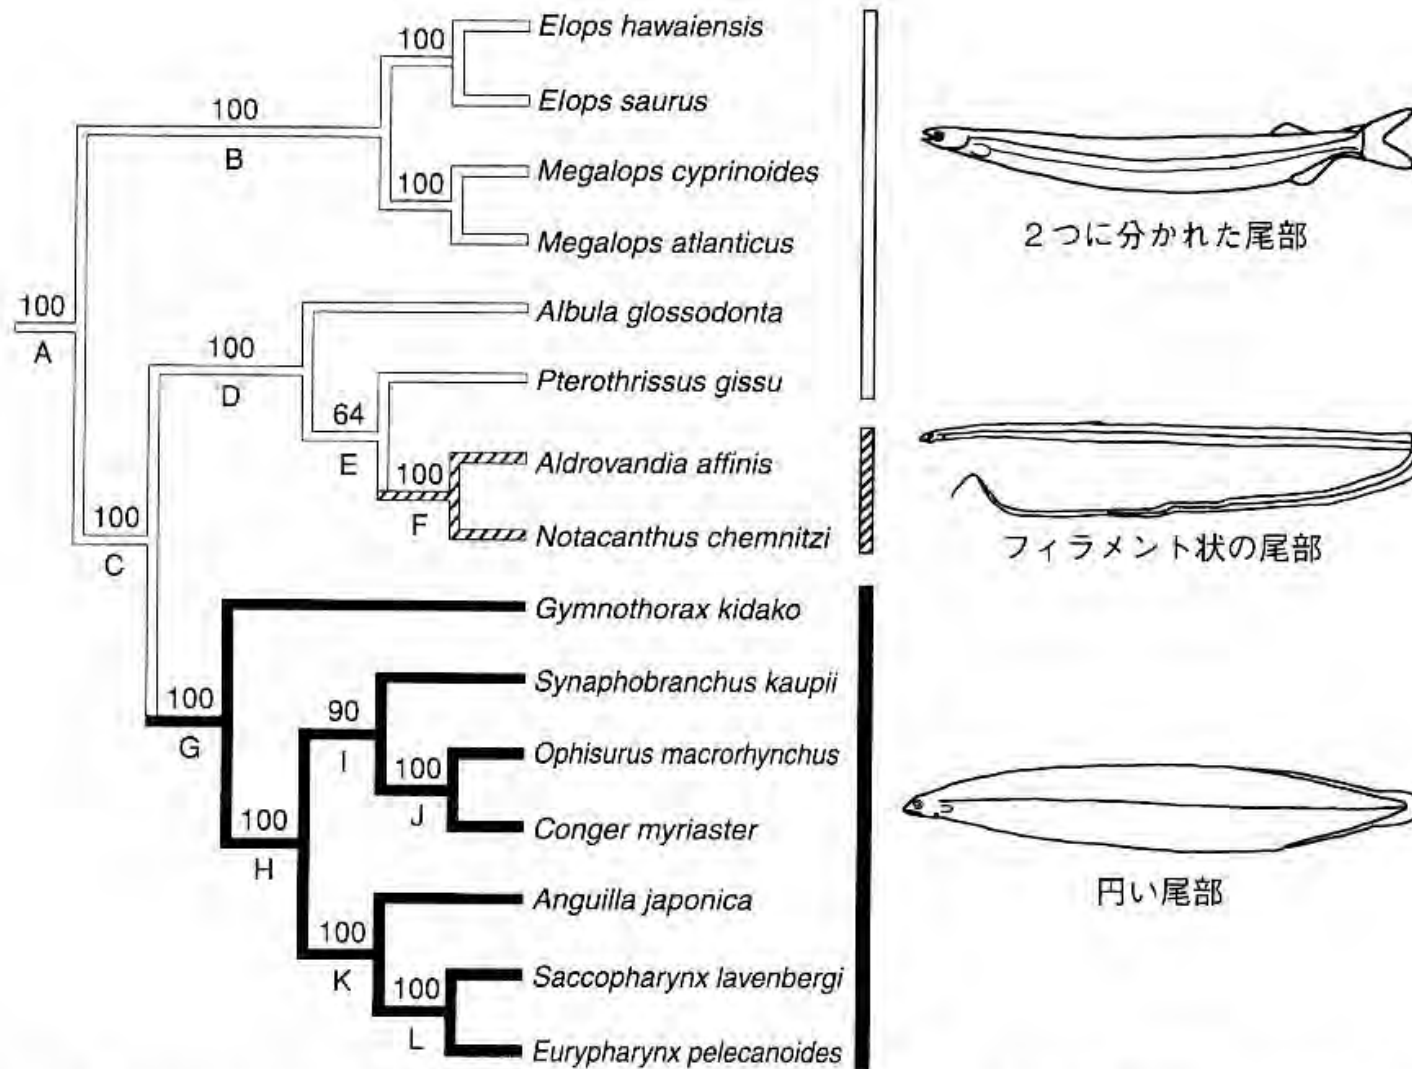 100
Elops hawaiensis
Elops saurus
100
B
100
Megalops cyprinoides
Megalops atlanticus
2つに分かれた尾部
100
A
Albula glossodonta
100
D
Pterothrissus gissu
64
E
100
F
Aldrovandia affinis
Notacanthus chemnitzi
フィラメント状の尾部
100
C
Gymnothorax kidako
100
G
Synaphobranchus kaupii
90
I
Ophisurus macrorhynchus
100
J
Conger myriaster
100
H
Anguilla japonica
円い尾部
100
K
Saccopharynx lavenbergi
100
L
Eurypharynx pelecanoides